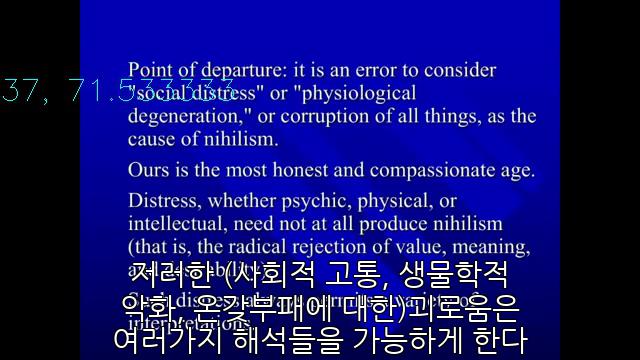 Point of departure: it is an error to consider
37, 71.533333
"social distress" or "physiological
degeneration," or corruption of all things, as the
cause of nihilism.
Ours is the most honest and compassionate age.
Distress, whether psychic, physical, or
intellectual, need not at all produce nihilism
(that is, the radical rejection of value, meaning,
저러한 (사회적 고통, 생물학적
악화, 온갖부패에 대한)괴로움은
interpretations.
여러가지 해석들을 가능하게 한다